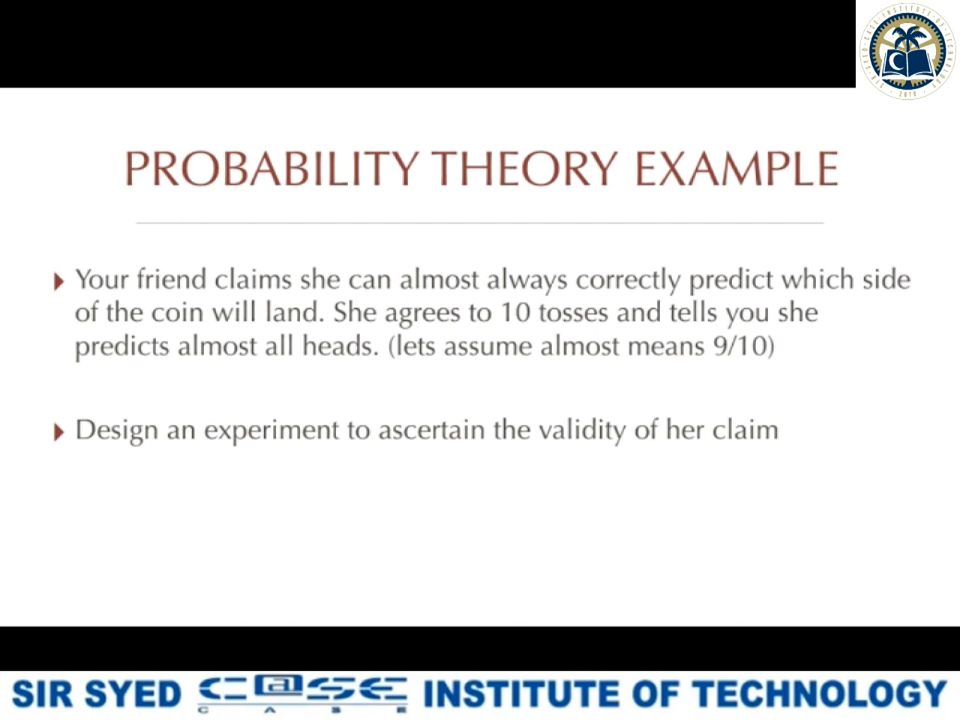 PROBABILITY THEORY EXAMPLE
Your friend claims she can almost always correctly predict which side
of the coin will land. She agrees to 10 tosses and tells you she
predicts almost all heads. (lets assume almost means 9/10)
Design an experiment to ascertain the validity of her claim
SIR SYED C@SE INSTITUTE OF TECHNOLOGY
C A S E